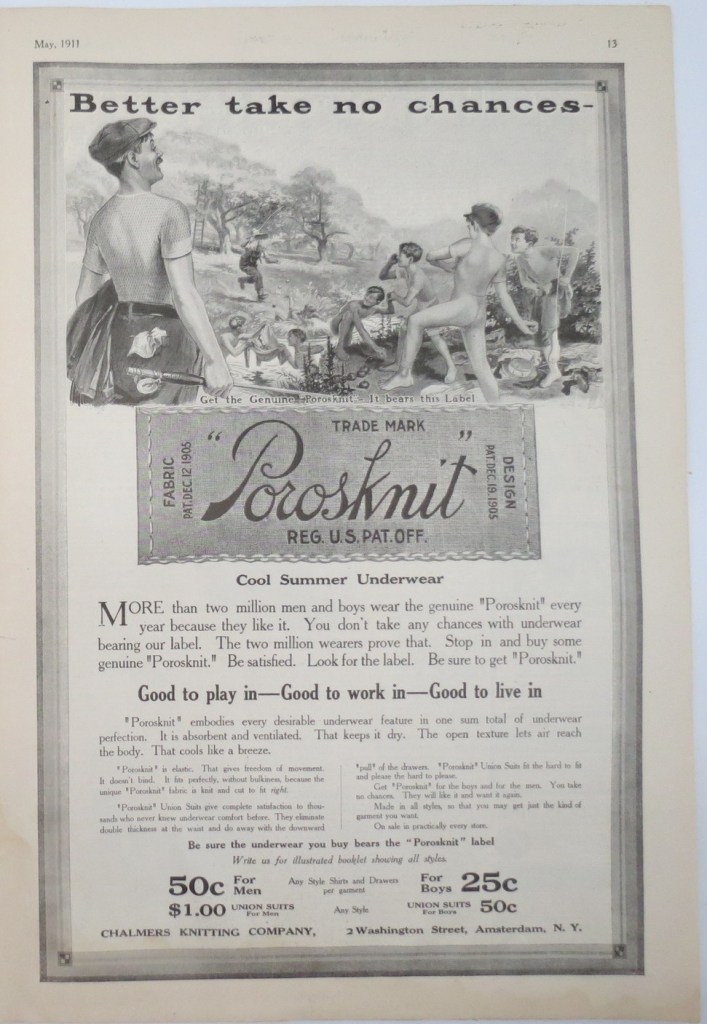 May, 1911
13
Better take no chances-
Get the Genuine "Porosknit." It bears this Label
TRADE MARK
FABRIC
PAT. DEC. 12. 1905
"Porosknit"
DESIGN
PAT. DEC. 19. 1905
REG. U.S. PAT. OFF.
Cool Summer Underwear
MORE than two million men and boys wear the genuine "Porosknit" every
year because they like it. You don't take any chances with underwear
bearing our label. The two million wearers prove that. Stop in and buy some
genuine "Porosknit." Be satisfied. Look for the label. Be sure to get "Porosknit."
Good to play in—Good to work in—Good to live in
"Porosknit" embodies every desirable underwear feature in one sum total of underwear
perfection. It is absorbent and ventilated. That keeps it dry. The open texture lets air reach
the body. That cools like a breeze.
"Porosknit" is elastic. That gives freedom of movement.
It doesn't bind. It fits perfectly, without bulkiness, because the
unique "Porosknit" fabric is knit and cut to fit right.
"Porosknit" Union Suits give complete satisfaction to thou-
sands who never knew underwear comfort before. They eliminate
double thickness at the waist and do away with the downward
"pull" of the drawers. "Porosknit" Union Suits fit the hard to fit
and please the hard to please.
Get "Porosknit" for the boys and for the men. You take
no chances. They will like it and want it again.
Made in all styles, so that you may get just the kind of
garment you want.
On sale in practically every store.
Be sure the underwear you buy bears the "Porosknit" label
Write us for illustrated booklet showing all styles.
50c For Men Any Style Shirts and Drawers per garment For Boys 25c
$1.00 UNION SUITS For Men Any Style UNION SUITS For Boys 50c
CHALMERS KNITTING COMPANY, 2 Washington Street, Amsterdam, N. Y.